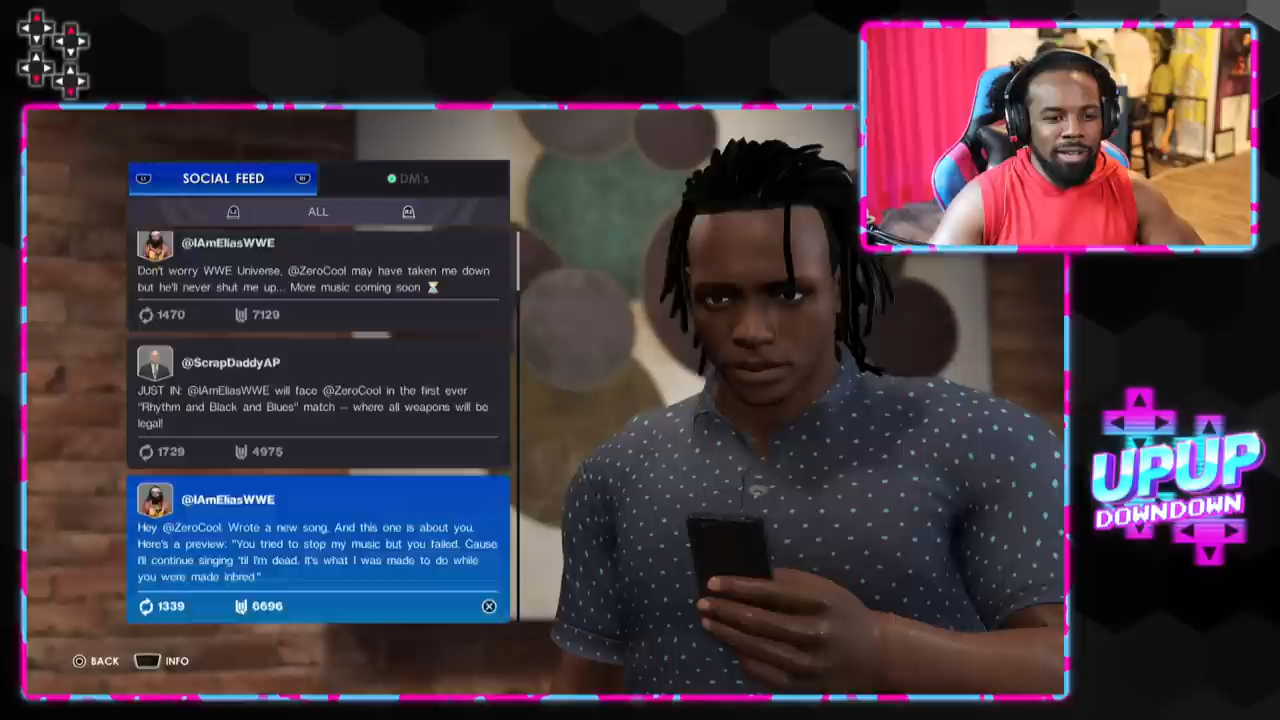 L1 SOCIAL FEED R1 DM's
L2 ALL R2
@IAmEliasWWE
Don't worry WWE Universe, @ZeroCool may have taken me down
but he'll never shut me up... More music coming soon ⏳
1470 7129
@ScrapDaddyAP
JUST IN: @IAmEliasWWE will face @ZeroCool in the first ever
"Rhythm and Black and Blues" match – where all weapons will be
legal!
1729 4975
@IAmEliasWWE
Hey @ZeroCool. Wrote a new song. And this one is about you.
Here's a preview: "You tried to stop my music but you failed. Cause
I'll continue singing 'til I'm dead. It's what I was made to do while
you were made inbred."
1339 6696
BACK INFO
UPUP
DOWNDOWN